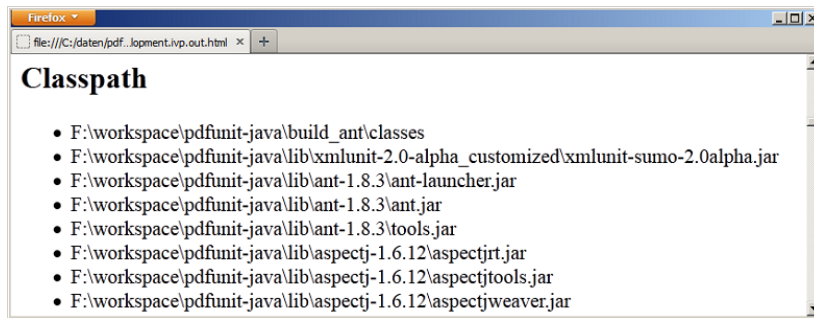 Firefox
file:///C:/daten/pdf...lopment.ivp.out.html
Classpath
• F:\workspace\pdfunit-java\build_ant\classes
• F:\workspace\pdfunit-java\lib\xmlunit-2.0-alpha_customized\xmlunit-sumo-2.0alpha.jar
• F:\workspace\pdfunit-java\lib\ant-1.8.3\ant-launcher.jar
• F:\workspace\pdfunit-java\lib\ant-1.8.3\ant.jar
• F:\workspace\pdfunit-java\lib\ant-1.8.3\tools.jar
• F:\workspace\pdfunit-java\lib\aspectj-1.6.12\aspectjrt.jar
• F:\workspace\pdfunit-java\lib\aspectj-1.6.12\aspectjtools.jar
• F:\workspace\pdfunit-java\lib\aspectj-1.6.12\aspectjweaver.jar